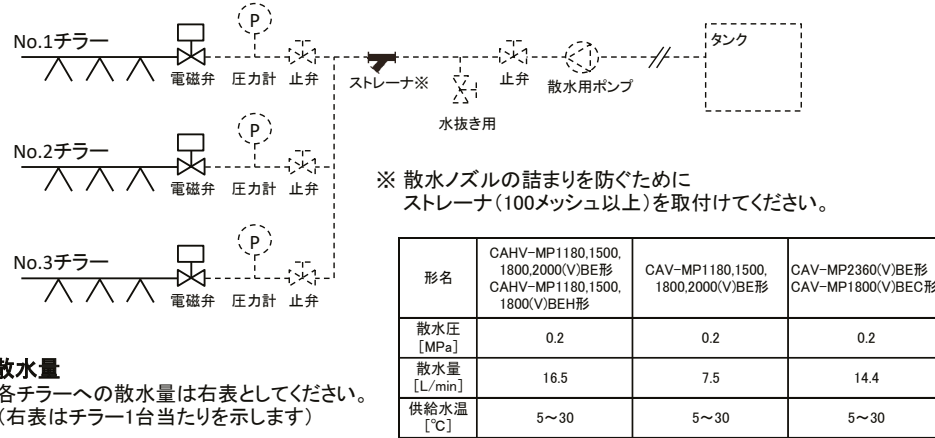 P
No.1チラー
電磁弁 圧力計 止弁
ストレーナ※
水抜き用
止弁
散水用ポンプ
タンク
P
No.2チラー
電磁弁 圧力計 止弁
※ 散水ノズルの詰まりを防ぐために
ストレーナ（100メッシュ以上）を取付けてください。
P
No.3チラー
電磁弁 圧力計 止弁
散水量
各チラーへの散水量は右表としてください。
（右表はチラー1台当たりを示します）
形名
CAHV-MP1180,1500,
1800,2000(V)BE形
CAHV-MP1180,1500,
1800(V)BEH形
CAV-MP1180,1500,
1800,2000(V)BE形
CAV-MP2360(V)BE形
CAV-MP1800(V)BEC形
散水圧
[MPa]
0.2 0.2 0.2
散水量
[L/min]
16.5 7.5 14.4
供給水温
[℃]
5～30 5～30 5～30